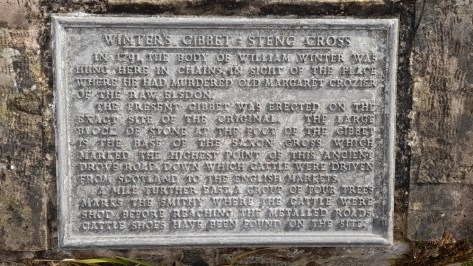 WINTER'S GIBBET - STENG CROSS
IN 1791 THE BODY OF WILLIAM WINTER WAS
HUNG HERE IN CHAINS, IN SIGHT OF THE PLACE
WHERE HE HAD MURDERED OLD MARGARET CROZIER
OF THE RAW, ELSDON.
THE PRESENT GIBBET WAS ERECTED ON THE
EXACT SITE OF THE ORIGINAL. THE LARGE
BLOCK OF STONE AT THE FOOT OF THE GIBBET
IS THE BASE OF THE SAXON CROSS WHICH
MARKED THE HIGHEST POINT OF THIS ANCIENT
DROVE ROAD, DOWN WHICH CATTLE WERE DRIVEN
FROM SCOTLAND TO THE ENGLISH MARKETS.
A MILE FURTHER EAST, A GROUP OF FOUR TREES
MARKS THE SMITHY WHERE THE CATTLE WERE
SHOD BEFORE REACHING THE METALLED ROADS.
CATTLE SHOES HAVE BEEN FOUND ON THE SITE.